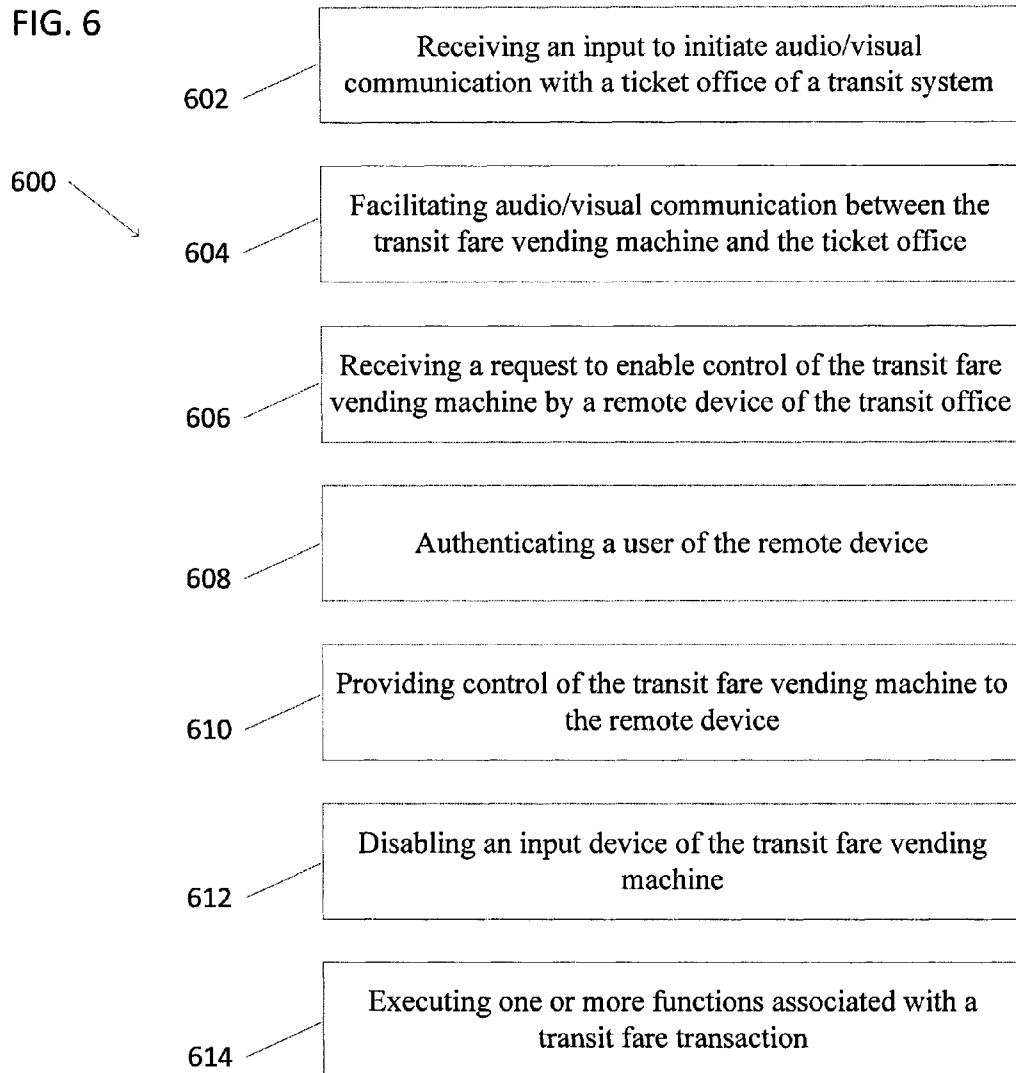 FIG. 6
Receiving an input to initiate audio/visual
communication with a ticket office of a transit system
602
600
Facilitating audio/visual communication between the
transit fare vending machine and the ticket office
604
Receiving a request to enable control of the transit fare
vending machine by a remote device of the transit office
606
Authenticating a user of the remote device
608
Providing control of the transit fare vending machine to
the remote device
610
Disabling an input device of the transit fare vending
machine
612
Executing one or more functions associated with a
transit fare transaction
614